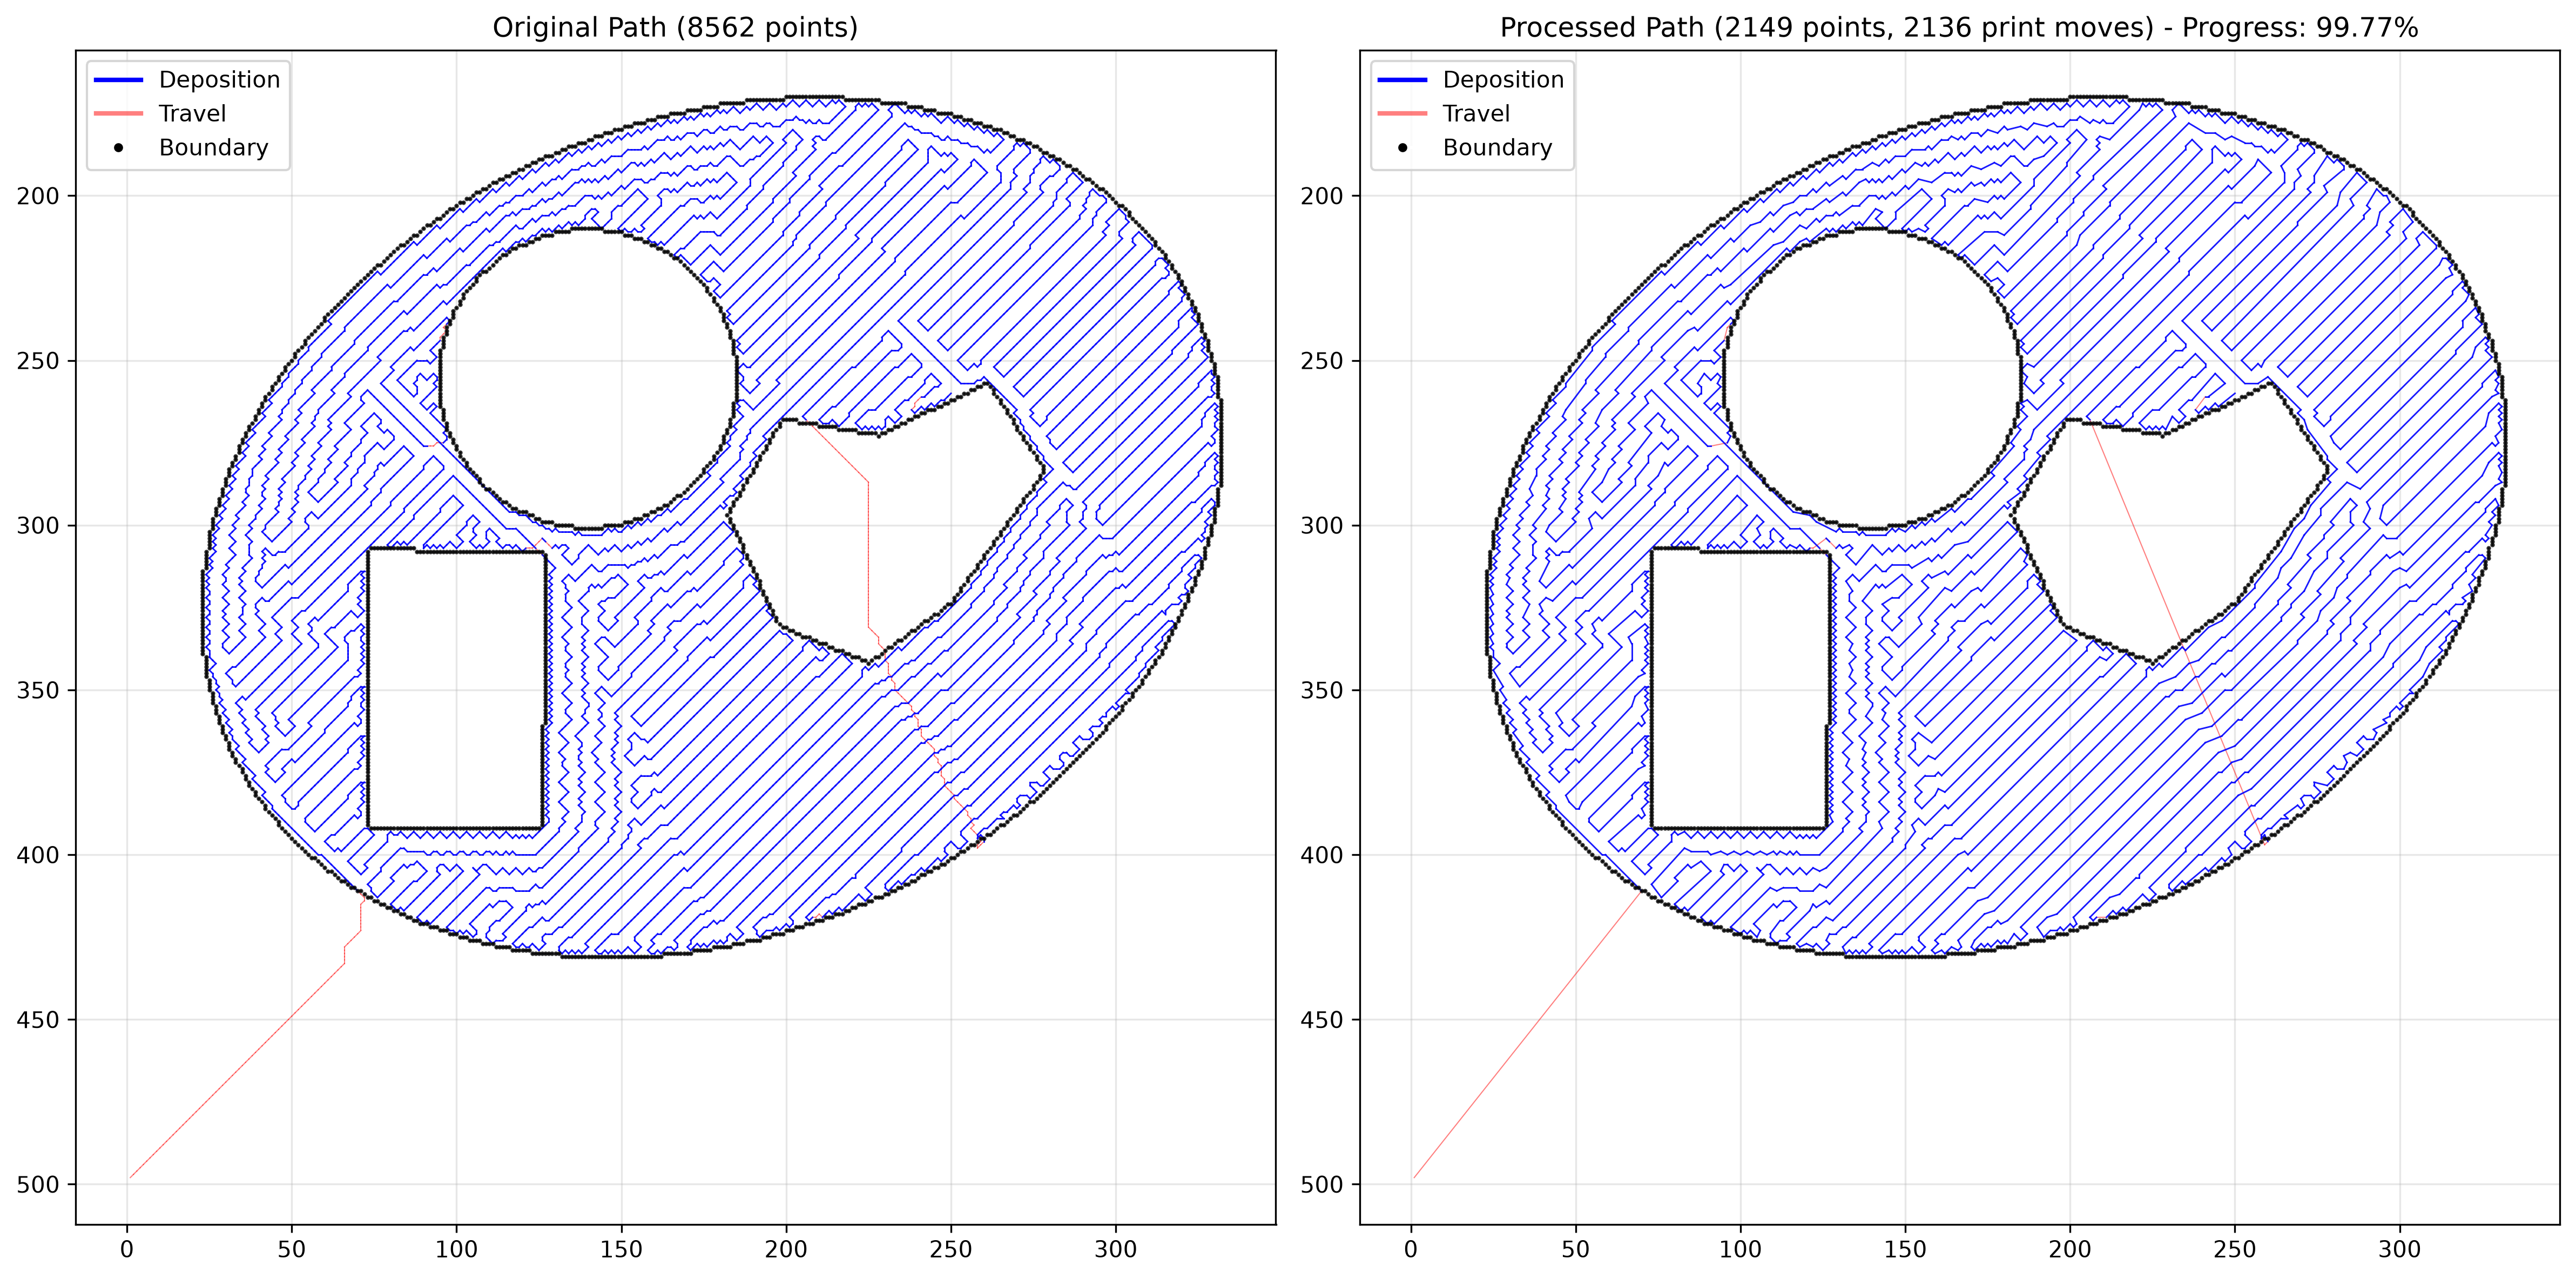 Original Path (8562 points)
Deposition
Travel
Boundary
200
250
300
350
400
450
500
0 50 100 150 200 250 300
Processed Path (2149 points, 2136 print moves) - Progress: 99.77%
Deposition
Travel
Boundary
200
250
300
350
400
450
500
0 50 100 150 200 250 300